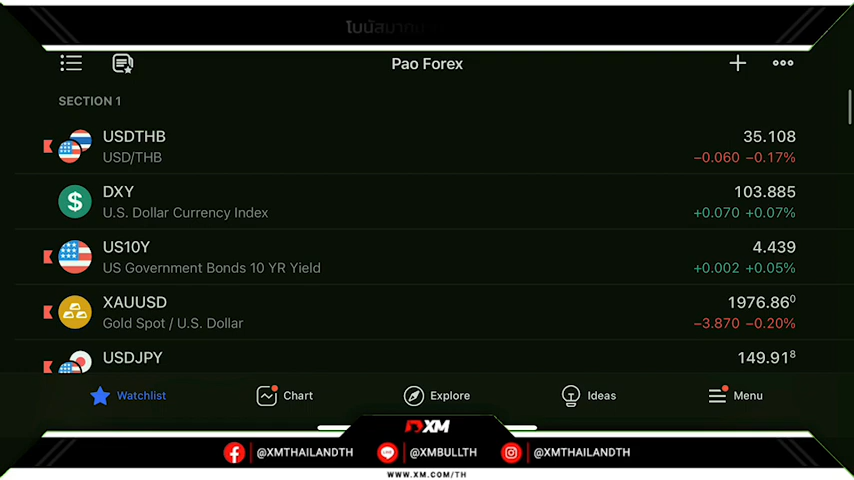 Pao Forex
SECTION 1
USDTHB 35.108
USD/THB −0.060 −0.17%
DXY 103.885
U.S. Dollar Currency Index +0.070 +0.07%
US10Y 4.439
US Government Bonds 10 YR Yield +0.002 +0.05%
XAUUSD 1976.86⁰
Gold Spot / U.S. Dollar −3.870 −0.20%
USDJPY 149.91⁸
Watchlist Chart Explore Ideas Menu
XM
@XMTHAILANDTH @XMBULLTH @XMTHAILANDTH
WWW.XM.COM/TH